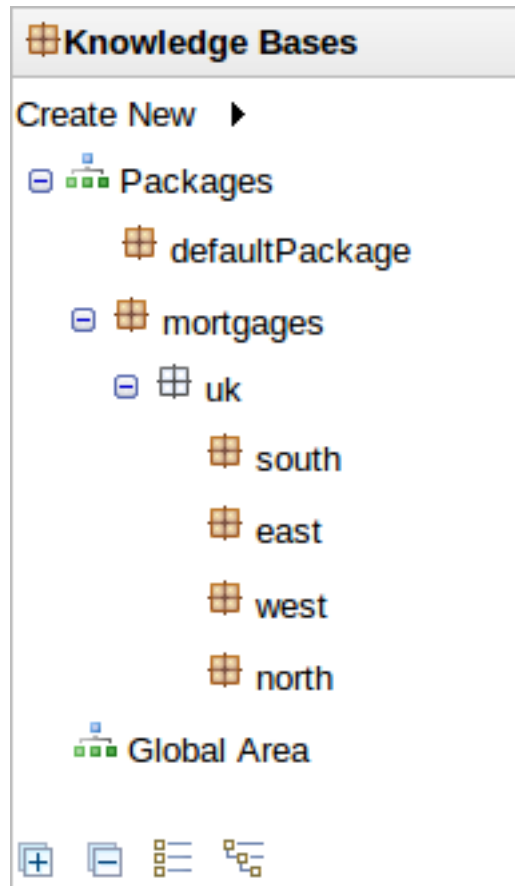 Knowledge Bases
Create New
Packages
defaultPackage
mortgages
uk
south
east
west
north
Global Area